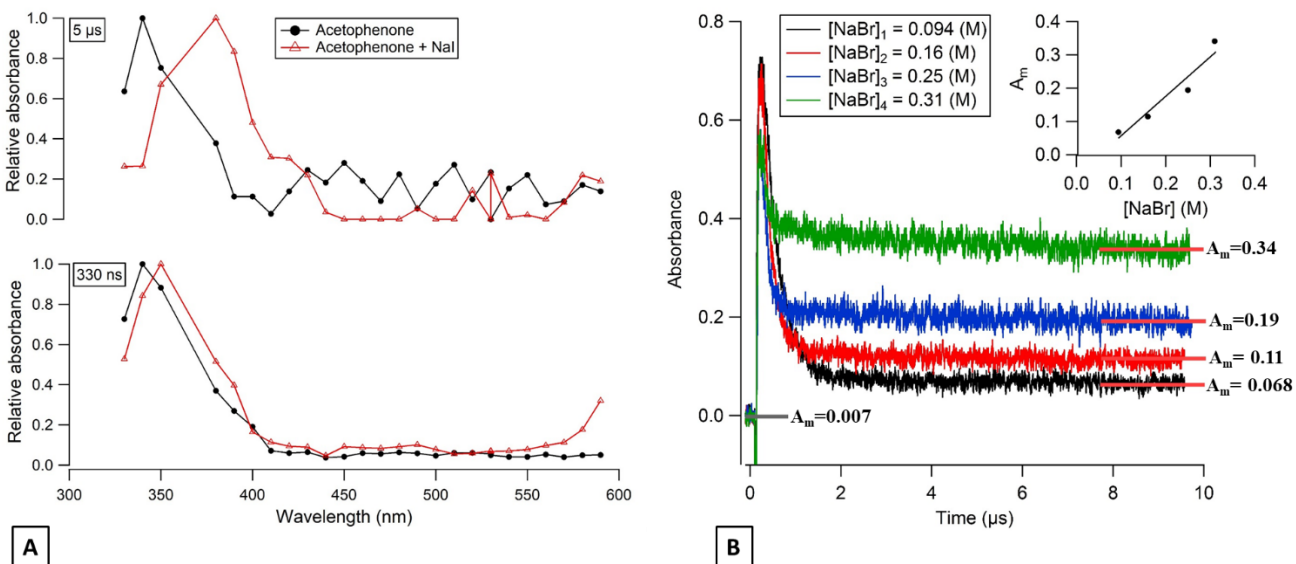 5 µs
Acetophenone
Acetophenone + NaI
Relative absorbance
1.0
0.8
0.6
0.4
0.2
0.0
330 ns
Relative absorbance
1.0
0.8
0.6
0.4
0.2
0.0
300 350 400 450 500 550 600
Wavelength (nm)
A
[NaBr]₁ = 0.094 (M)
[NaBr]₂ = 0.16 (M)
[NaBr]₃ = 0.25 (M)
[NaBr]₄ = 0.31 (M)
Absorbance
0.8
0.6
0.4
0.2
0.0
Aₘ
0.4
0.3
0.2
0.1
0.0
0.0 0.1 0.2 0.3 0.4
[NaBr] (M)
Aₘ=0.34
Aₘ=0.19
Aₘ= 0.11
Aₘ= 0.068
Aₘ=0.007
0 2 4 6 8 10
Time (µs)
B